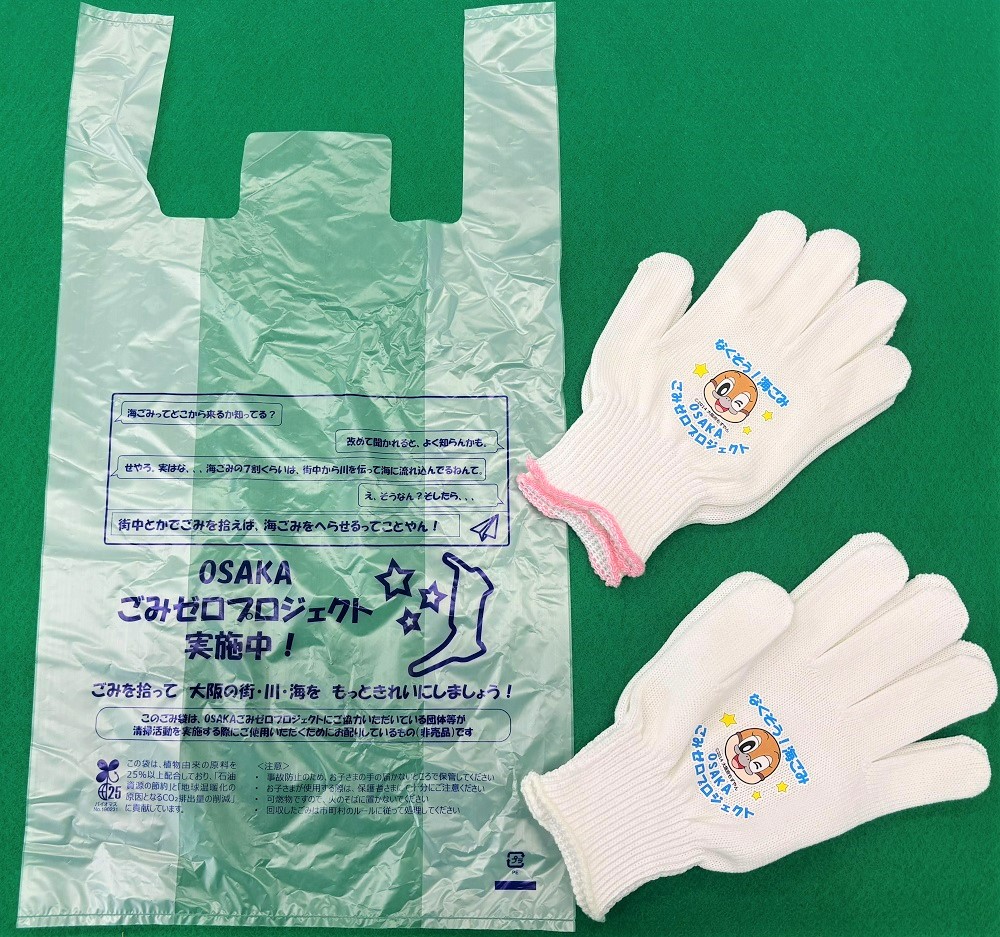 海ごみってどこから来るか知ってる？
改めて聞かれると、よく知らんかも。
せやろ。実はな、、、海ごみの７割くらいは、街中から川を伝って海に流れ込んでるねんて。
え、そうなん？そしたら、、、
街中とかでごみを拾えば、海ごみをへらせるってことやん！
OSAKA
ごみゼロプロジェクト
実施中！
ごみを拾って 大阪の街・川・海を もっときれいにしましょう！
このごみ袋は、OSAKAごみゼロプロジェクトにご協力いただいている団体等が
清掃活動を実施する際にご使用いただくためにお配りしているもの（非売品）です
25
バイオマス
この袋は、植物由来の原料を
25％以上配合しており、「石油
資源の節約」と「地球温暖化の
原因となるCO₂排出量の削減」
に貢献しています。
＜注意＞
・ 事故防止のため、お子さまの手の届かないところで保管してください
・ お子さまが使用する際は、保護者さまにて十分にご注意ください
・ 可燃物ですので、火のそばに置かないでください
・ 回収したごみは市町村のルールに従って処理してください
プラ
PE
なくそう！海ごみ
OSAKA
ごみゼロプロジェクト
なくそう！海ごみ
OSAKA
ごみゼロプロジェクト